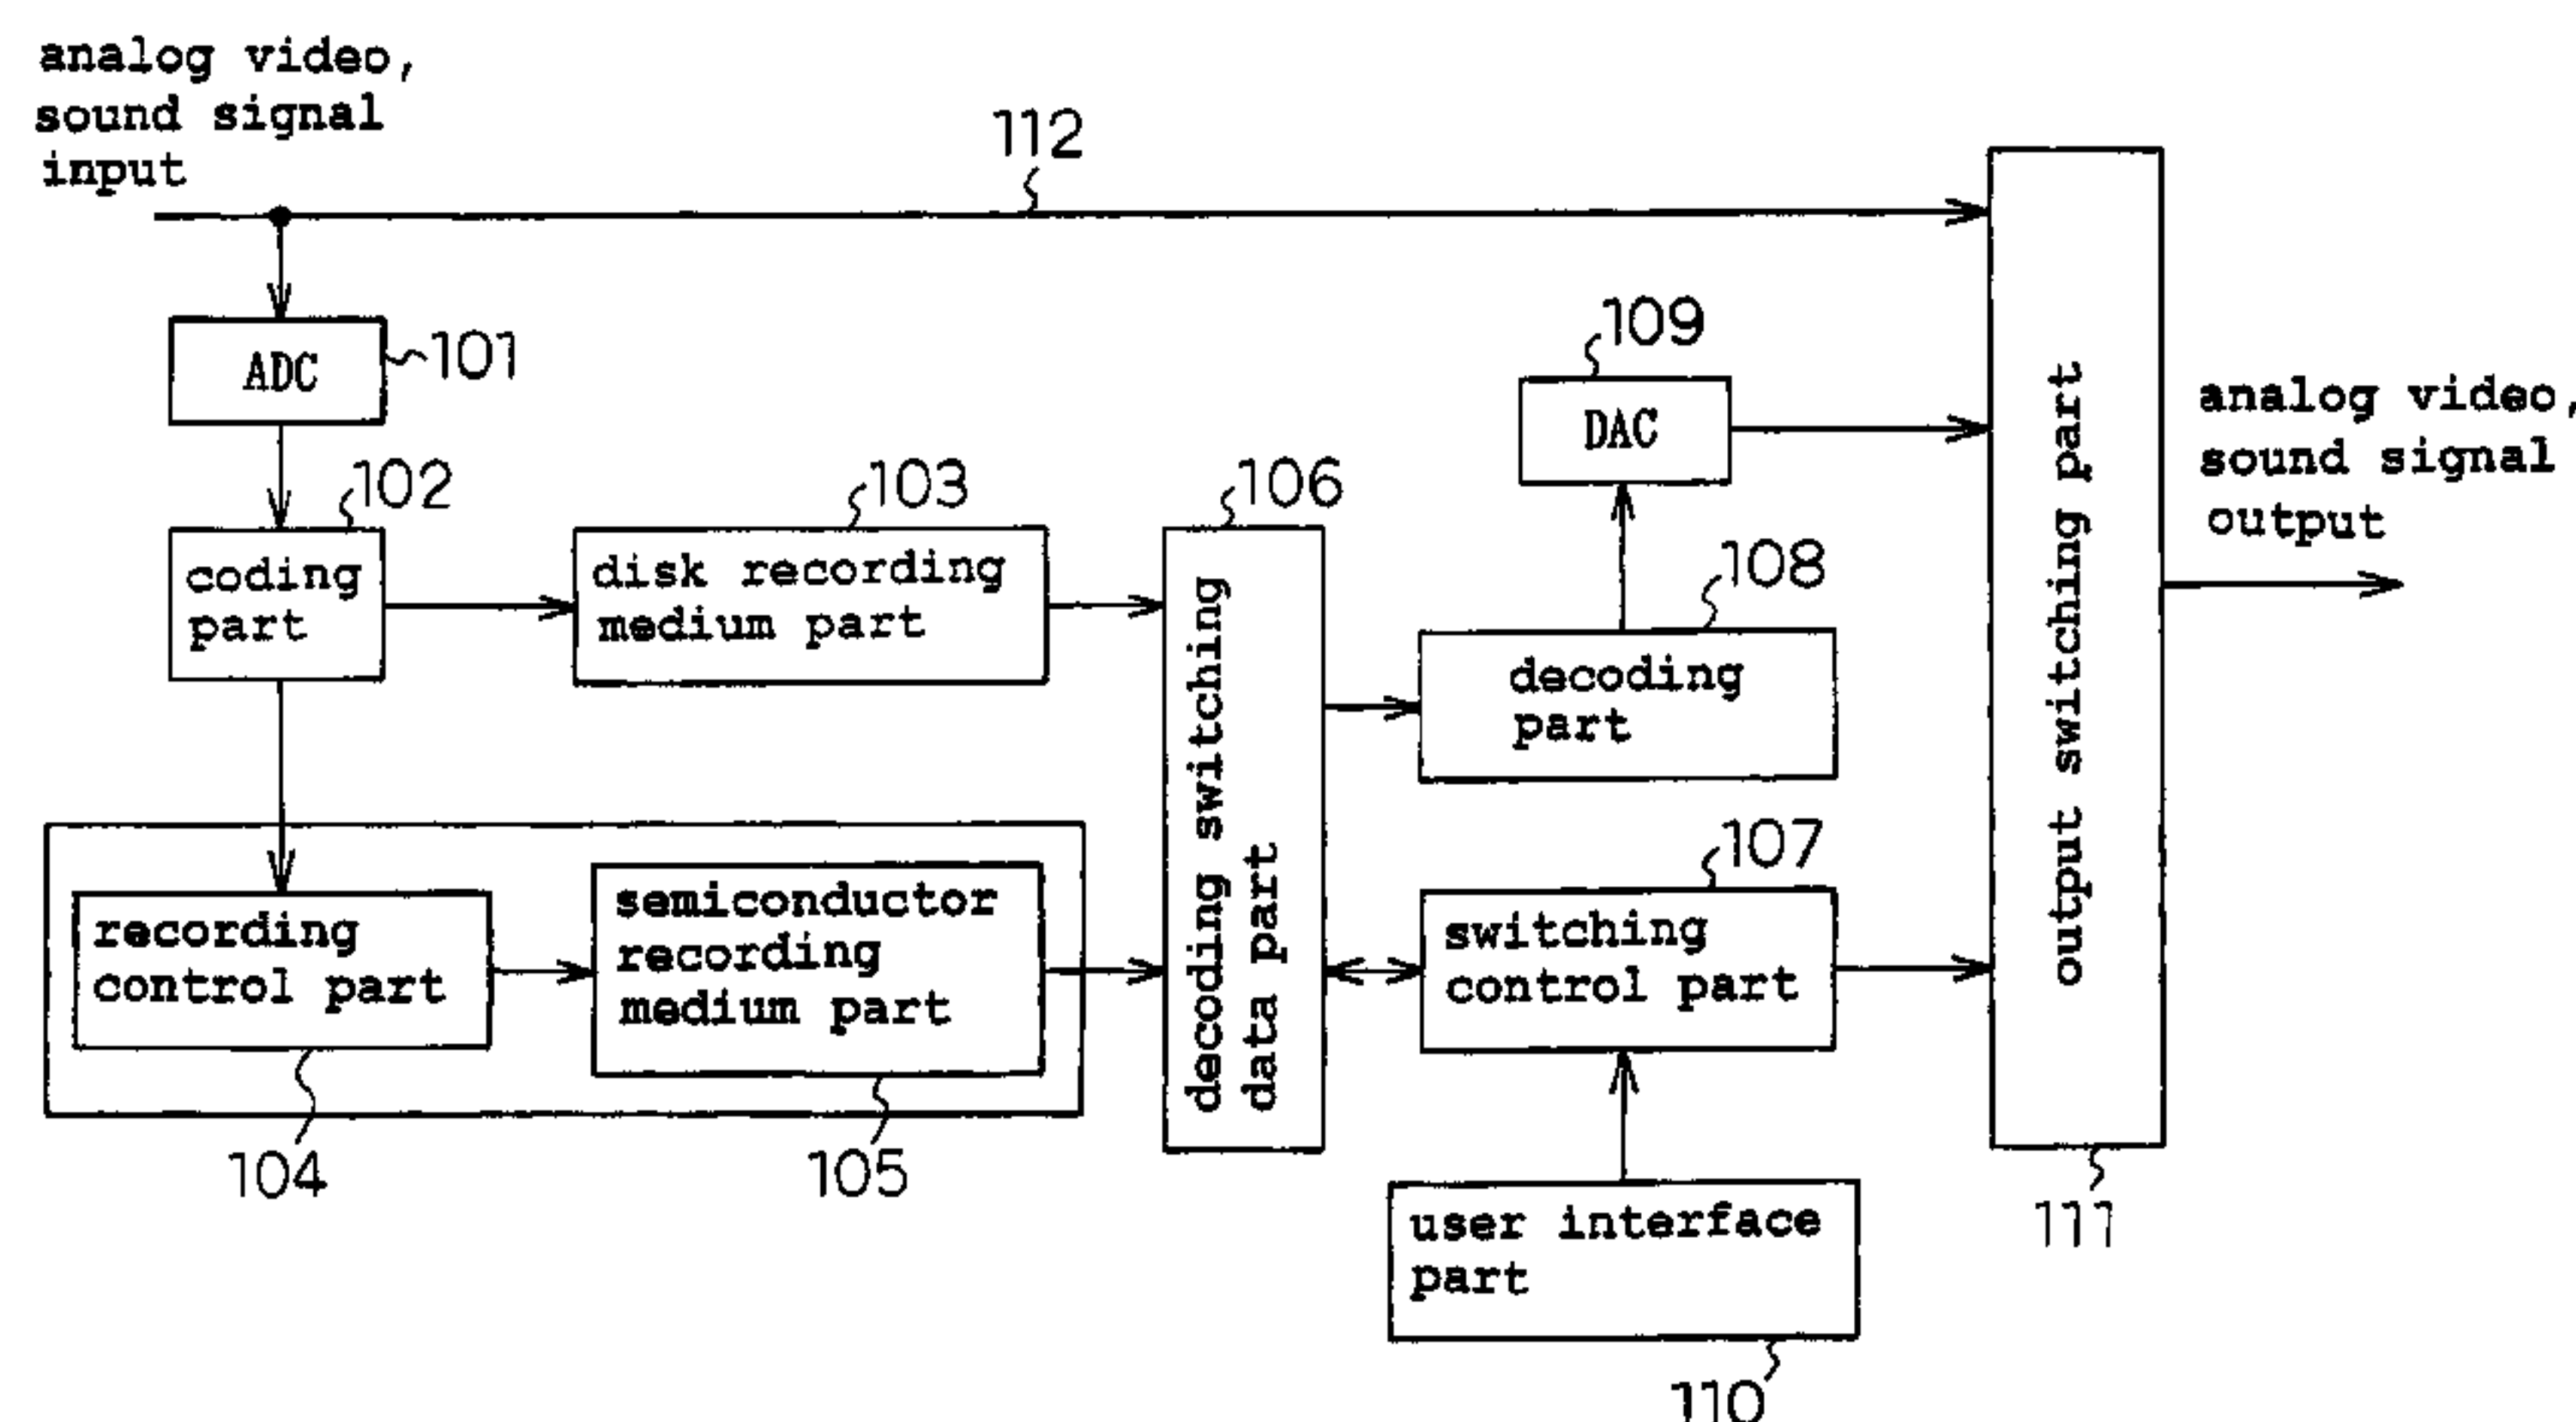 analog video,
sound signal
input
112
ADC
101
109
DAC
102
coding
part
103
disk recording
medium part
106
decoding switching
data part
108
decoding
part
output switching part
analog video,
sound signal
output
recording
control part
104
semiconductor
recording
medium part
105
107
switching
control part
user interface
part
110
111